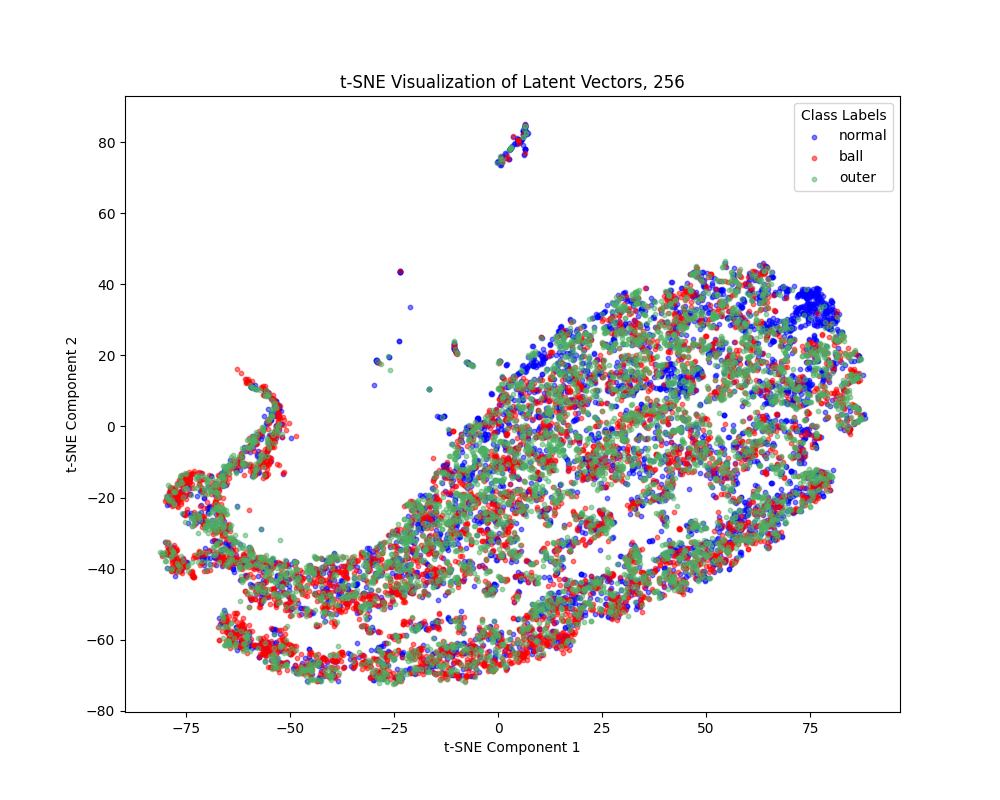 t-SNE Visualization of Latent Vectors, 256
Class Labels
normal
ball
outer
80
60
40
20
0
−20
−40
−60
−80
t-SNE Component 2
−75
−50
−25
0
25
50
75
t-SNE Component 1